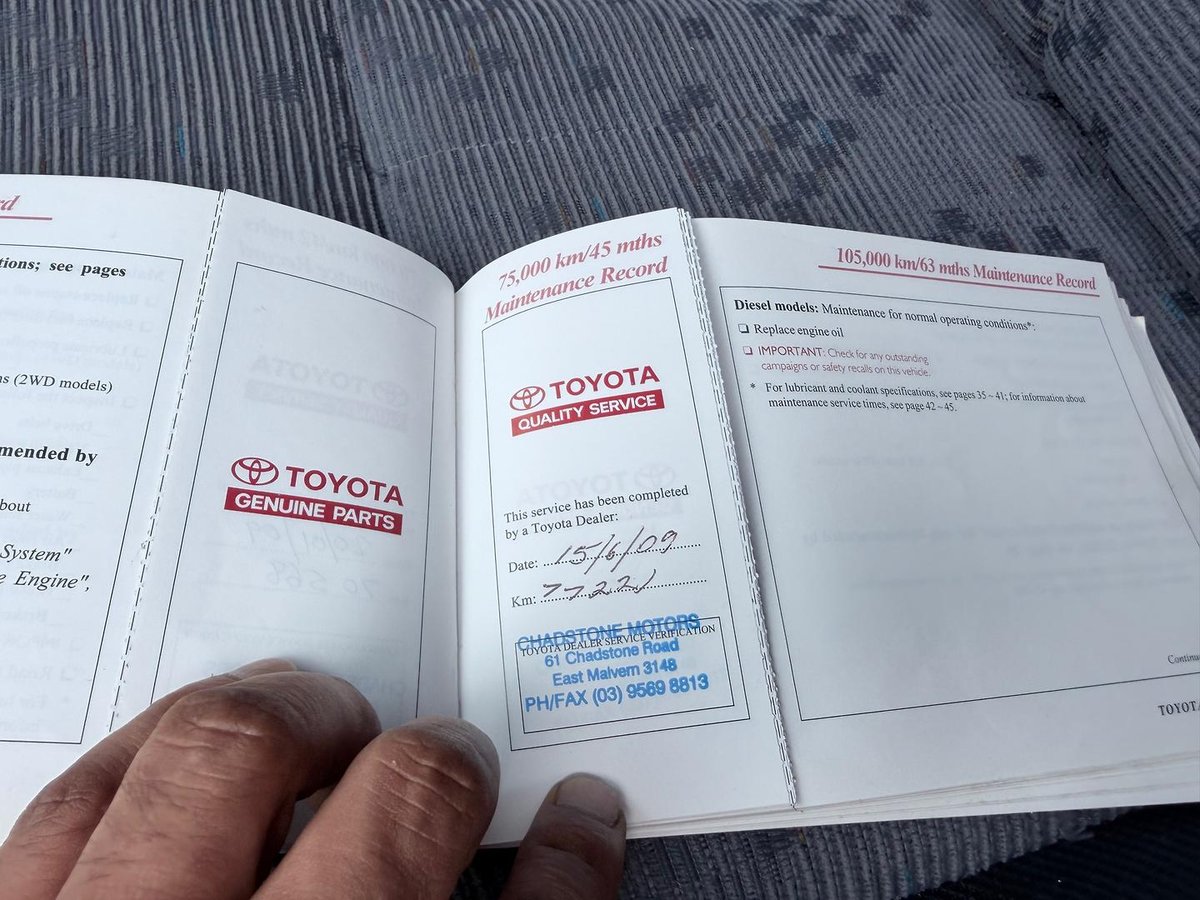 rd
tions; see pages
ns (2WD models)
mended by
bout
System"
e Engine",
TOYOTA
GENUINE PARTS
75,000 km/45 mths
Maintenance Record
TOYOTA
QUALITY SERVICE
This service has been completed
by a Toyota Dealer:
Date: 15/6/09
Km: 77221
CHADSTONE MOTORS
TOYOTA DEALER SERVICE VERIFICATION
61 Chadstone Road
East Malvern 3148
PH/FAX (03) 9569 8813
105,000 km/63 mths Maintenance Record
Diesel models: Maintenance for normal operating conditions*:
❑ Replace engine oil
❑ IMPORTANT: Check for any outstanding
campaigns or safety recalls on this vehicle.
* For lubricant and coolant specifications, see pages 35 ~ 41; for information about
maintenance service times, see page 42 ~ 45.
Continu
TOYOTA